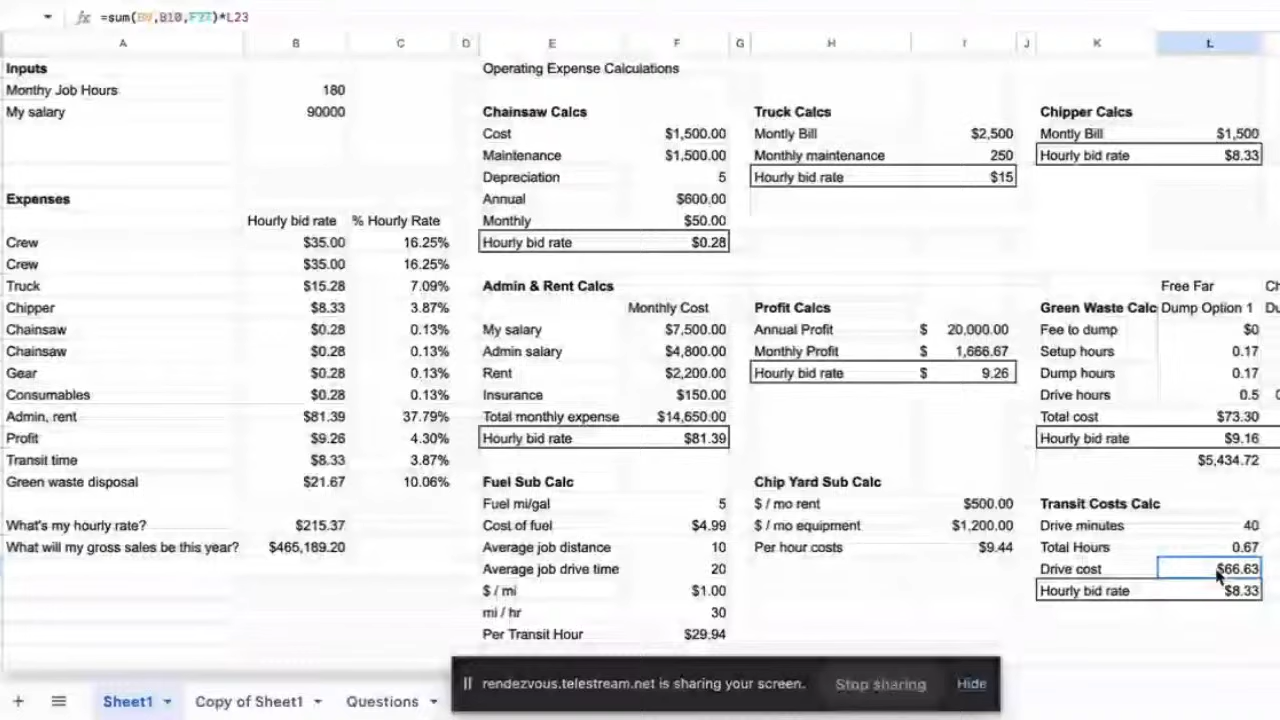 fx =sum(B9,B10,F27)*L23
A B C D E F G H I J K L
Inputs Operating Expense Calculations
Monthy Job Hours 180
My salary 90000 Chainsaw Calcs Truck Calcs Chipper Calcs
Cost $1,500.00 Montly Bill $2,500 Montly Bill $1,500
Maintenance $1,500.00 Monthly maintenance 250 Hourly bid rate $8.33
Depreciation 5 Hourly bid rate $15
Expenses Annual $600.00
Hourly bid rate % Hourly Rate Monthly $50.00
Crew $35.00 16.25% Hourly bid rate $0.28
Crew $35.00 16.25%
Truck $15.28 7.09% Admin & Rent Calcs Free Far
Chipper $8.33 3.87% Monthly Cost Profit Calcs Green Waste Calc Dump Option 1
Chainsaw $0.28 0.13% My salary $7,500.00 Annual Profit $ 20,000.00 Fee to dump $0
Chainsaw $0.28 0.13% Admin salary $4,800.00 Monthly Profit $ 1,666.67 Setup hours 0.17
Gear $0.28 0.13% Rent $2,200.00 Hourly bid rate $ 9.26 Dump hours 0.17
Consumables $0.28 0.13% Insurance $150.00 Drive hours 0.5
Admin, rent $81.39 37.79% Total monthly expense $14,650.00 Total cost $73.30
Profit $9.26 4.30% Hourly bid rate $81.39 Hourly bid rate $9.16
Transit time $8.33 3.87% $5,434.72
Green waste disposal $21.67 10.06% Fuel Sub Calc Chip Yard Sub Calc
Fuel mi/gal 5 $ / mo rent $500.00 Transit Costs Calc
What's my hourly rate? $215.37 Cost of fuel $4.99 $ / mo equipment $1,200.00 Drive minutes 40
What will my gross sales be this year? $465,189.20 Average job distance 10 Per hour costs $9.44 Total Hours 0.67
Average job drive time 20 Drive cost $66.63
$ / mi $1.00 Hourly bid rate $8.33
mi / hr 30
Per Transit Hour $29.94
rendezvous.telestream.net is sharing your screen. Stop sharing Hide
Sheet1 Copy of Sheet1 Questions